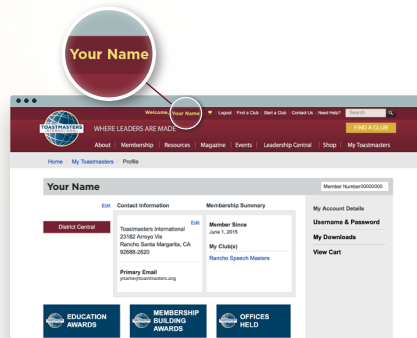 Your Name
Welcome, Your Name Logout Find a Club Start a Club Contact Us Need Help? Search
TOASTMASTERS
INTERNATIONAL
WHERE LEADERS ARE MADE
FIND A CLUB
About Membership Resources Magazine Events Leadership Central Shop My Toastmasters
Home My Toastmasters Profile
Your Name
Member Number00000000
Edit Contact Information
Membership Summary
My Account Details
District Central
Edit
Toastmasters International
23182 Arroyo Vis
Rancho Santa Margarita, CA
92688-2620
Primary Email
yname@toastmasters.org
Member Since
June 1, 2015
My Club(s)
Rancho Speech Masters
Username & Password
My Downloads
View Cart
EDUCATION
AWARDS
MEMBERSHIP
BUILDING
AWARDS
OFFICES
HELD